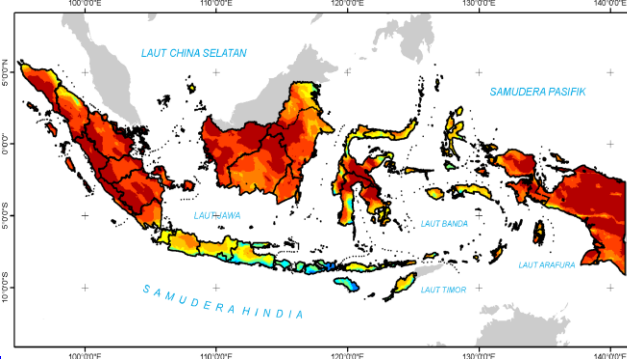 100°0'0"E 110°0'0"E 120°0'0"E 130°0'0"E 140°0'0"E
LAUT CHINA SELATAN
5°0'0"N
SAMUDERA PASIFIK
0°0'0"
LAUT JAWA
5°0'0"S
LAUT BANDA
LAUT ARAFURA
10°0'0"S
LAUT TIMOR
SAMUDERA HINDIA
100°0'0"E 110°0'0"E 120°0'0"E 130°0'0"E 140°0'0"E